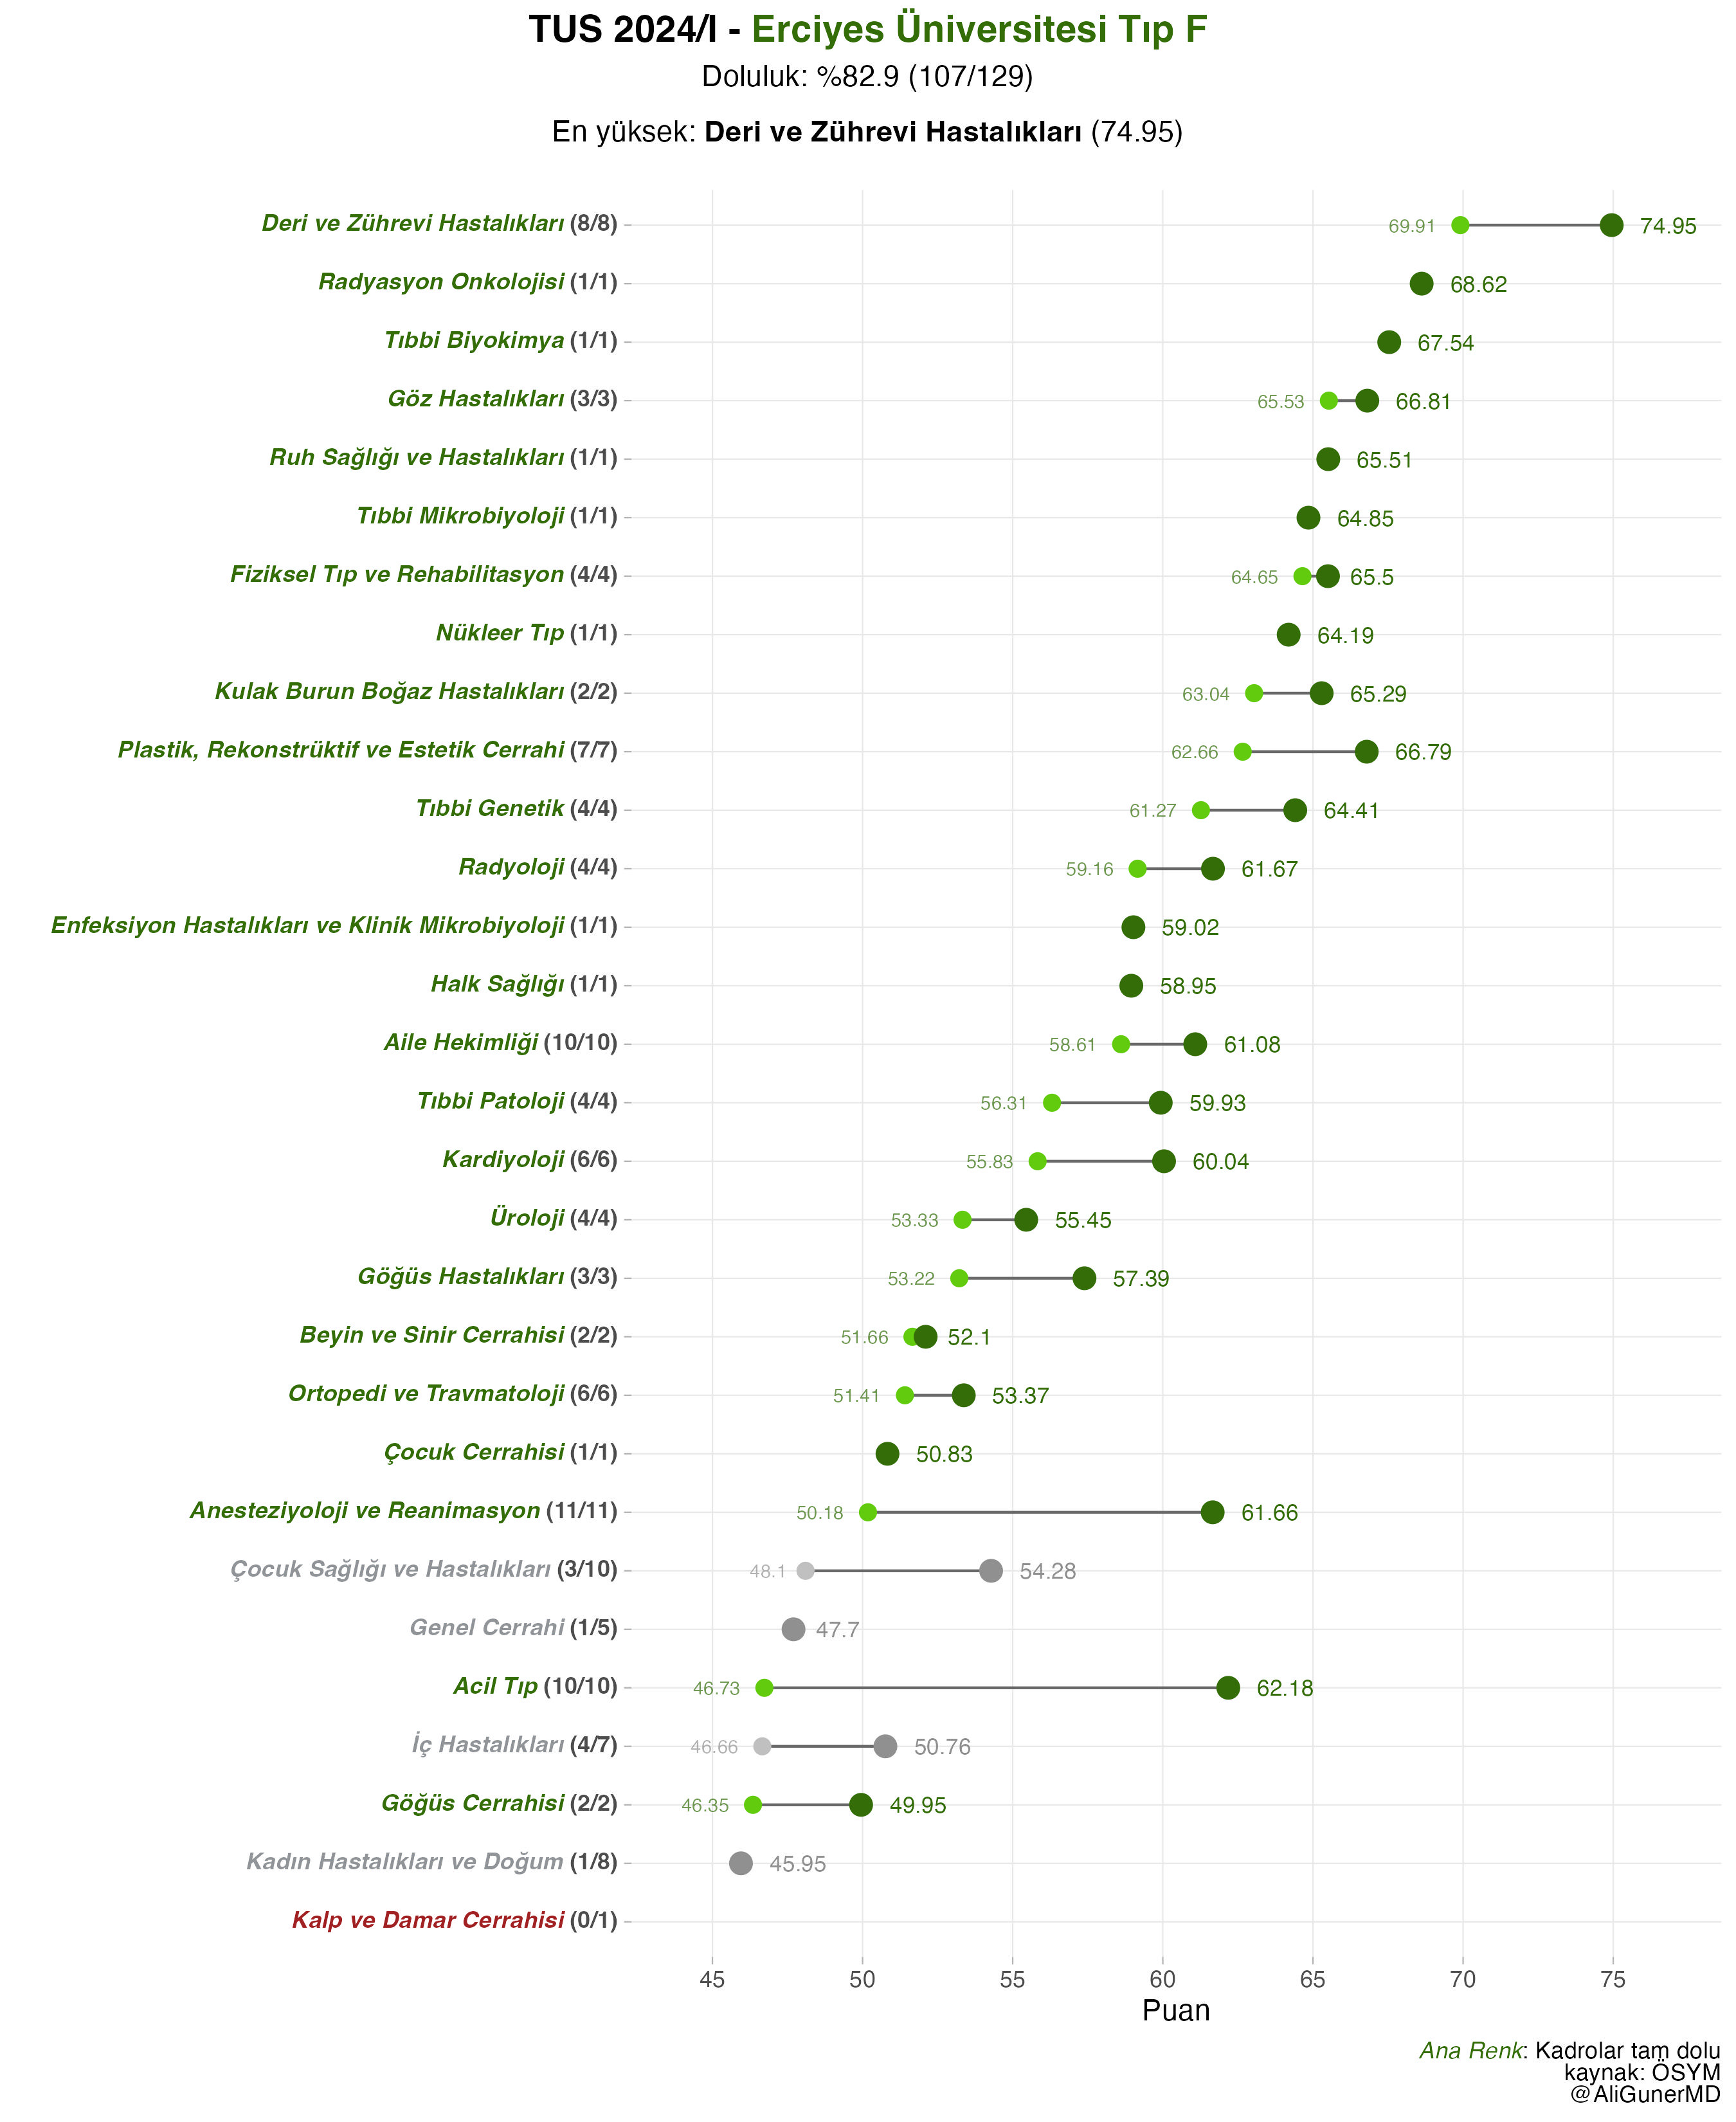 TUS 2024/I - Erciyes Üniversitesi Tıp F
Doluluk: %82.9 (107/129)
En yüksek: Deri ve Zührevi Hastalıkları (74.95)
Deri ve Zührevi Hastalıkları (8/8) 69.91 74.95
Radyasyon Onkolojisi (1/1) 68.62
Tıbbi Biyokimya (1/1) 67.54
Göz Hastalıkları (3/3) 65.53 66.81
Ruh Sağlığı ve Hastalıkları (1/1) 65.51
Tıbbi Mikrobiyoloji (1/1) 64.85
Fiziksel Tıp ve Rehabilitasyon (4/4) 64.65 65.5
Nükleer Tıp (1/1) 64.19
Kulak Burun Boğaz Hastalıkları (2/2) 63.04 65.29
Plastik, Rekonstrüktif ve Estetik Cerrahi (7/7) 62.66 66.79
Tıbbi Genetik (4/4) 61.27 64.41
Radyoloji (4/4) 59.16 61.67
Enfeksiyon Hastalıkları ve Klinik Mikrobiyoloji (1/1) 59.02
Halk Sağlığı (1/1) 58.95
Aile Hekimliği (10/10) 58.61 61.08
Tıbbi Patoloji (4/4) 56.31 59.93
Kardiyoloji (6/6) 55.83 60.04
Üroloji (4/4) 53.33 55.45
Göğüs Hastalıkları (3/3) 53.22 57.39
Beyin ve Sinir Cerrahisi (2/2) 51.66 52.1
Ortopedi ve Travmatoloji (6/6) 51.41 53.37
Çocuk Cerrahisi (1/1) 50.83
Anesteziyoloji ve Reanimasyon (11/11) 50.18 61.66
Çocuk Sağlığı ve Hastalıkları (3/10) 48.1 54.28
Genel Cerrahi (1/5) 47.7
Acil Tıp (10/10) 46.73 62.18
İç Hastalıkları (4/7) 46.66 50.76
Göğüs Cerrahisi (2/2) 46.35 49.95
Kadın Hastalıkları ve Doğum (1/8) 45.95
Kalp ve Damar Cerrahisi (0/1)
45 50 55 60 65 70 75
Puan
Ana Renk: Kadrolar tam dolu
kaynak: ÖSYM
@AliGunerMD